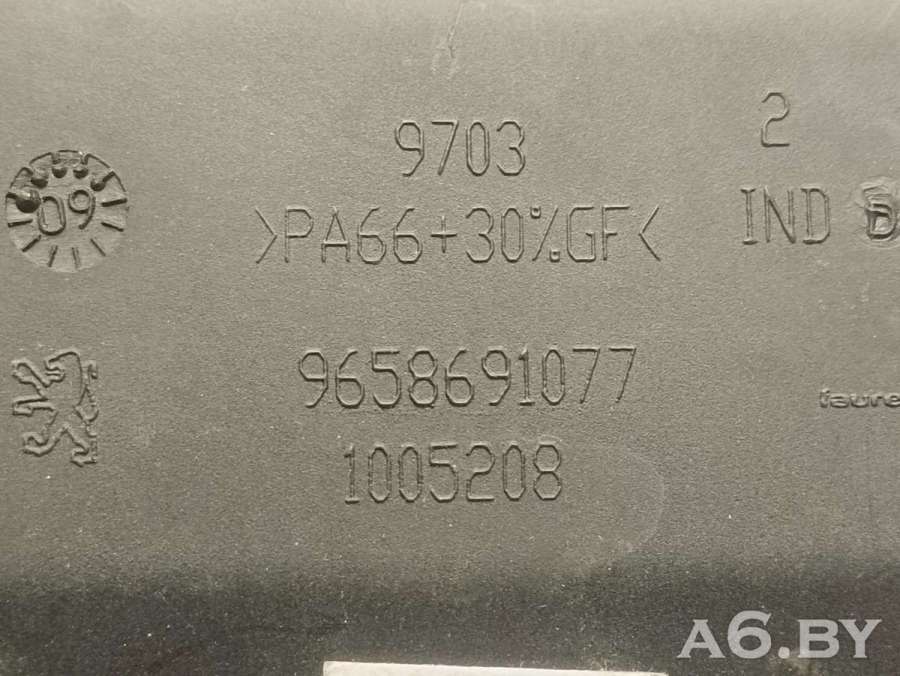 9703
2
09
>PA66+30%GF<
IND
9658691077
faure
1005208
A6.BY